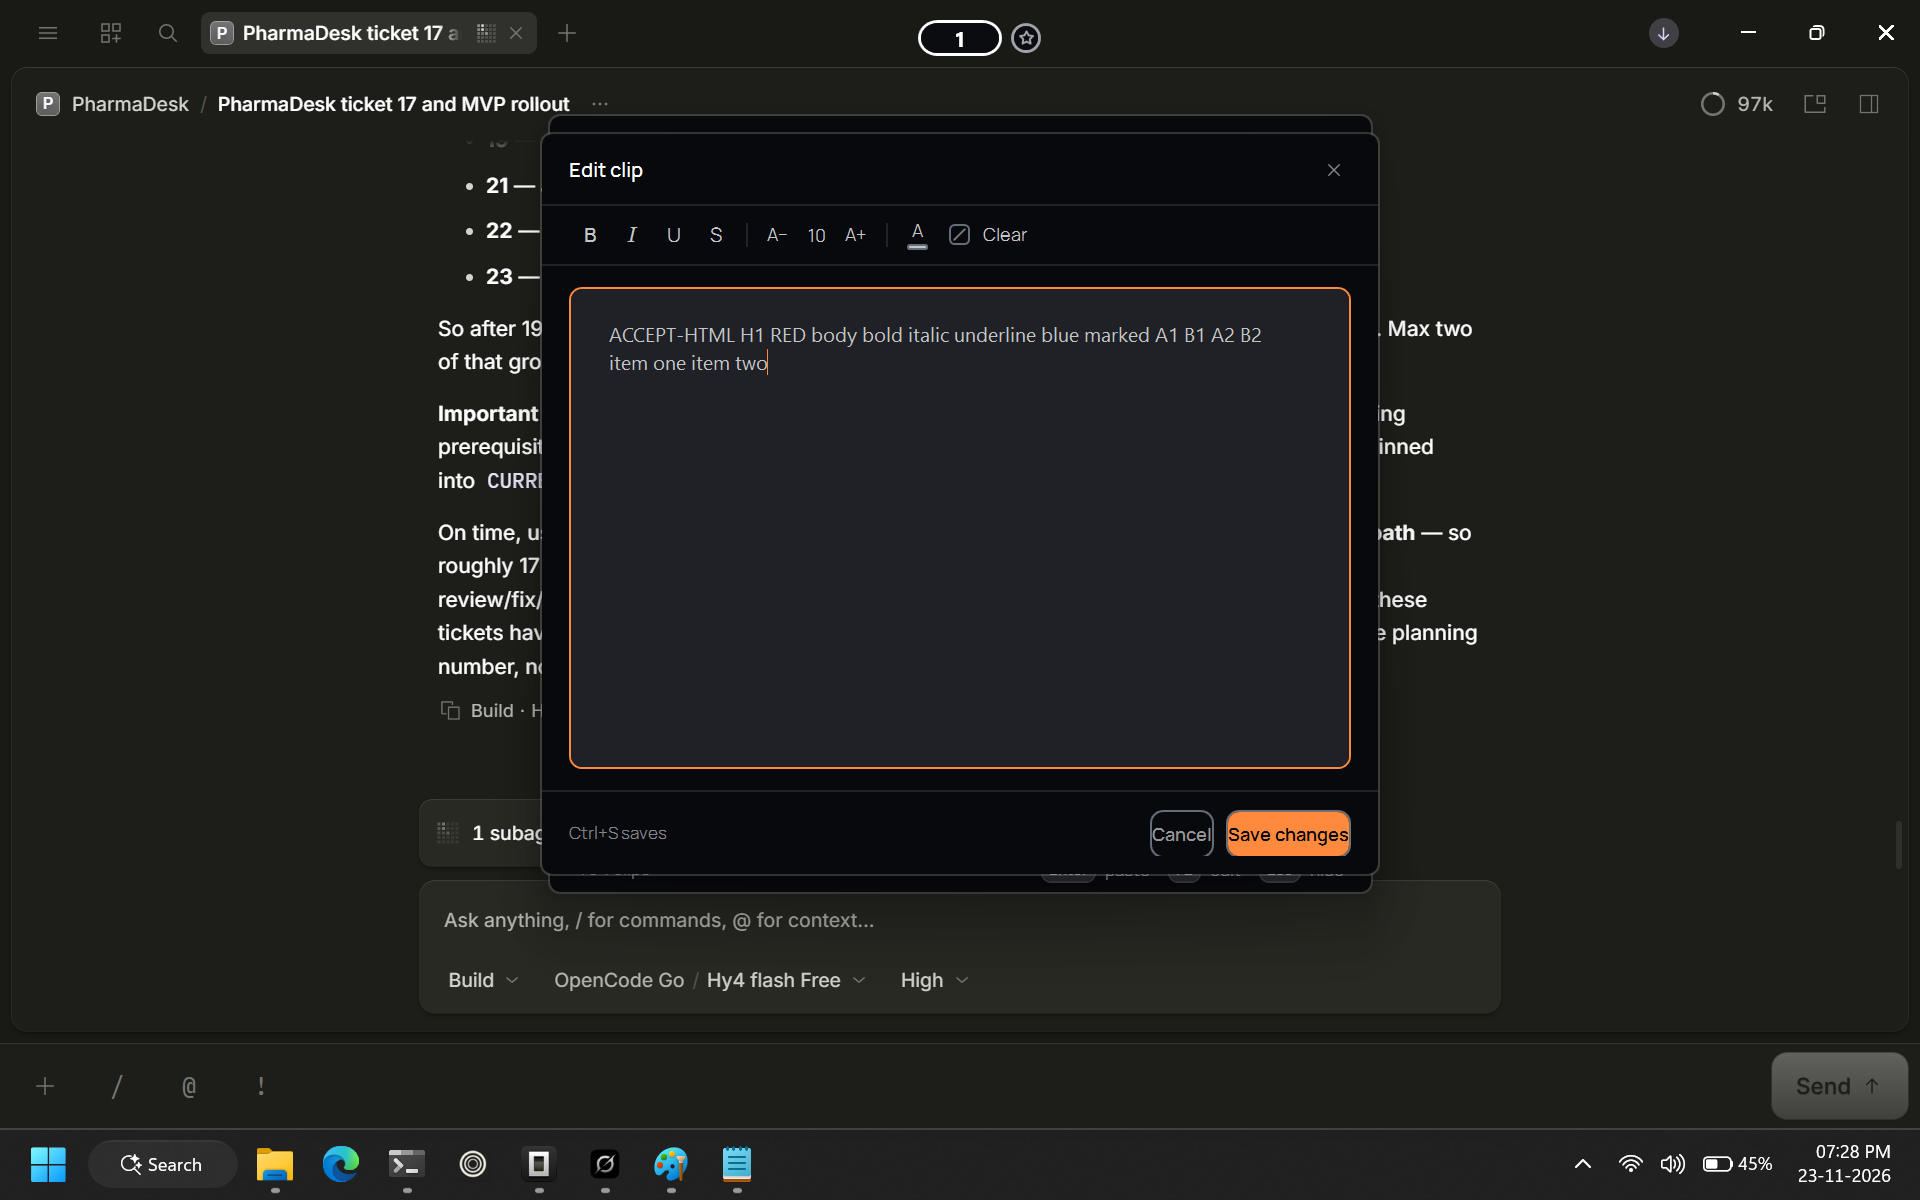 P PharmaDesk ticket 17 a
1
P PharmaDesk / PharmaDesk ticket 17 and MVP rollout ...
97k
Edit clip
B I U S A- 10 A+ A Clear
• 21 —
• 22 —
• 23 —
ACCEPT-HTML H1 RED body bold italic underline blue marked A1 B1 A2 B2
item one item two
So after 19
. Max two
of that gro
Important
ing
prerequisit
inned
into CURRE
On time, u
path — so
roughly 17
review/fix/
these
tickets hav
e planning
number, no
Build · H
1 subag
Ctrl+S saves
Cancel
Save changes
Ask anything, / for commands, @ for context...
Build OpenCode Go / Hy4 flash Free High
+ / @ !
Send ↑
Search
45%
07:28 PM
23-11-2026